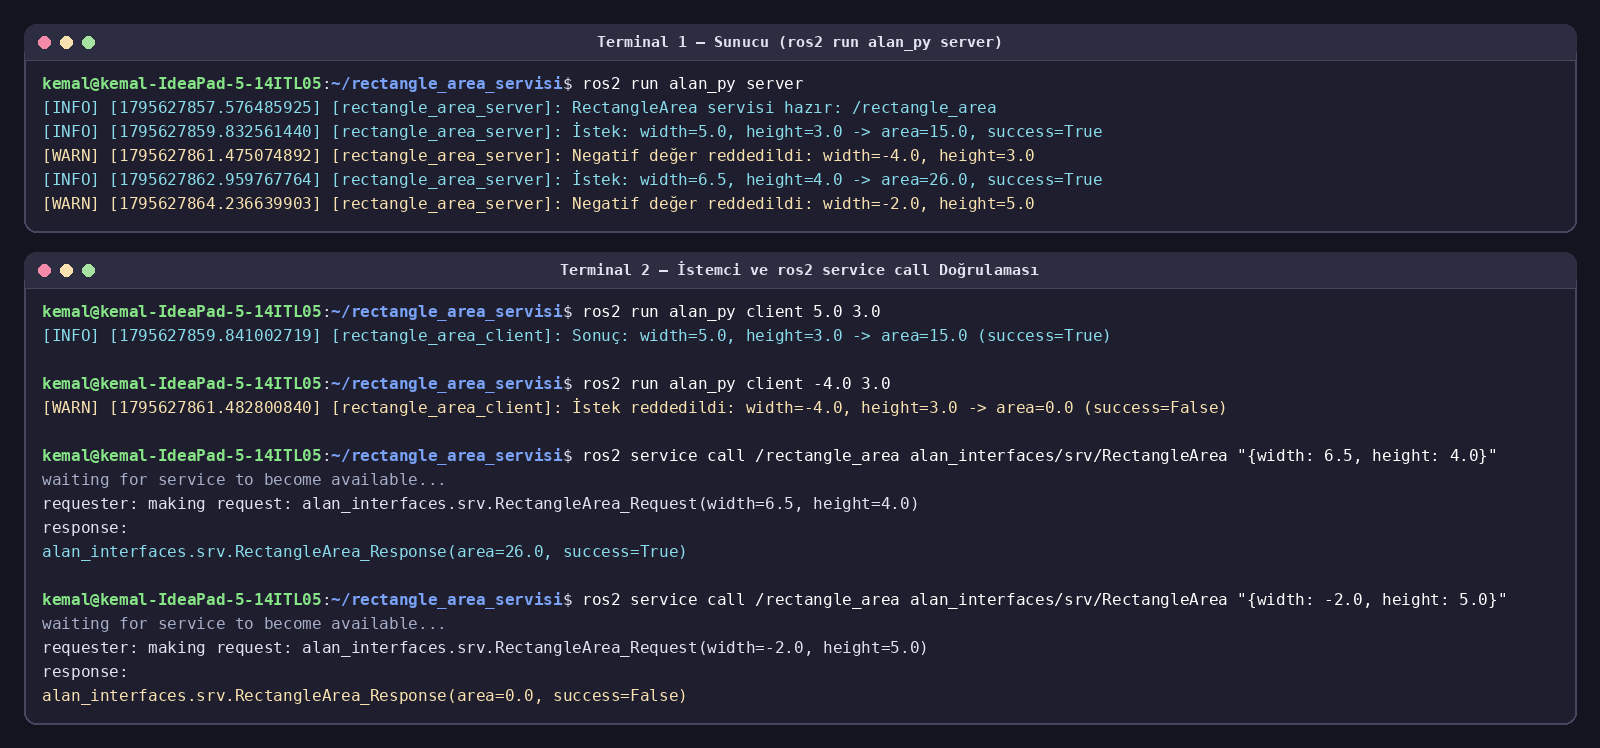 Terminal 1 — Sunucu (ros2 run alan_py server)
kemal@kemal-IdeaPad-5-14ITL05:~/rectangle_area_servisi$ ros2 run alan_py server
[INFO] [1795627857.576485925] [rectangle_area_server]: RectangleArea servisi hazır: /rectangle_area
[INFO] [1795627859.832561440] [rectangle_area_server]: İstek: width=5.0, height=3.0 -> area=15.0, success=True
[WARN] [1795627861.475074892] [rectangle_area_server]: Negatif değer reddedildi: width=-4.0, height=3.0
[INFO] [1795627862.959767764] [rectangle_area_server]: İstek: width=6.5, height=4.0 -> area=26.0, success=True
[WARN] [1795627864.236639903] [rectangle_area_server]: Negatif değer reddedildi: width=-2.0, height=5.0
Terminal 2 — İstemci ve ros2 service call Doğrulaması
kemal@kemal-IdeaPad-5-14ITL05:~/rectangle_area_servisi$ ros2 run alan_py client 5.0 3.0
[INFO] [1795627859.841002719] [rectangle_area_client]: Sonuç: width=5.0, height=3.0 -> area=15.0 (success=True)
kemal@kemal-IdeaPad-5-14ITL05:~/rectangle_area_servisi$ ros2 run alan_py client -4.0 3.0
[WARN] [1795627861.482800840] [rectangle_area_client]: İstek reddedildi: width=-4.0, height=3.0 -> area=0.0 (success=False)
kemal@kemal-IdeaPad-5-14ITL05:~/rectangle_area_servisi$ ros2 service call /rectangle_area alan_interfaces/srv/RectangleArea "{width: 6.5, height: 4.0}"
waiting for service to become available...
requester: making request: alan_interfaces.srv.RectangleArea_Request(width=6.5, height=4.0)
response:
alan_interfaces.srv.RectangleArea_Response(area=26.0, success=True)
kemal@kemal-IdeaPad-5-14ITL05:~/rectangle_area_servisi$ ros2 service call /rectangle_area alan_interfaces/srv/RectangleArea "{width: -2.0, height: 5.0}"
waiting for service to become available...
requester: making request: alan_interfaces.srv.RectangleArea_Request(width=-2.0, height=5.0)
response:
alan_interfaces.srv.RectangleArea_Response(area=0.0, success=False)